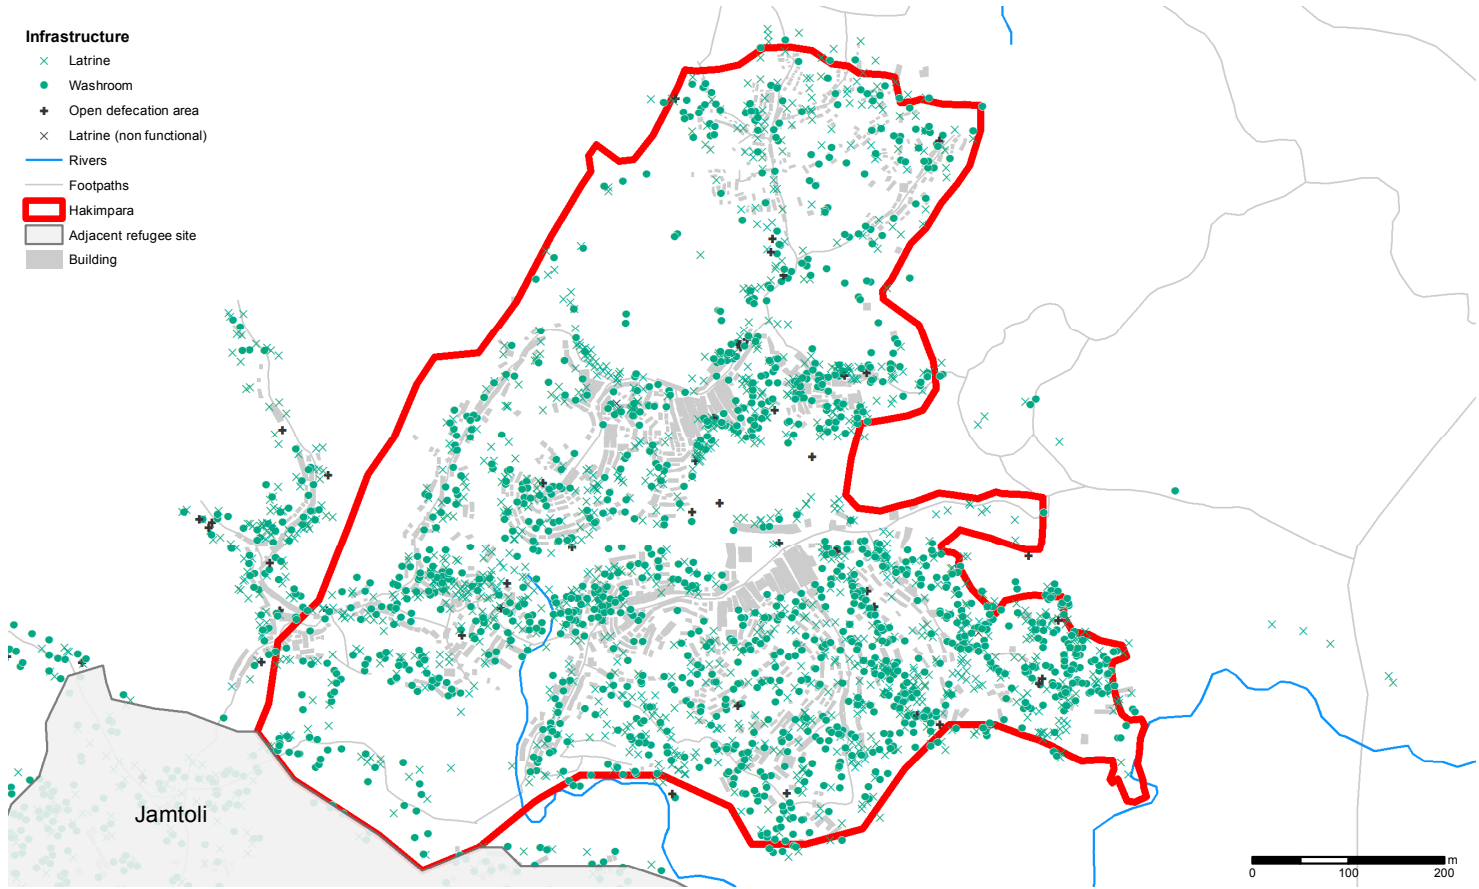 Infrastructure
Latrine
Washroom
Open defecation area
Latrine (non functional)
Rivers
Footpaths
Hakimpara
Adjacent refugee site
Building
Jamtoli
m
0 100 200